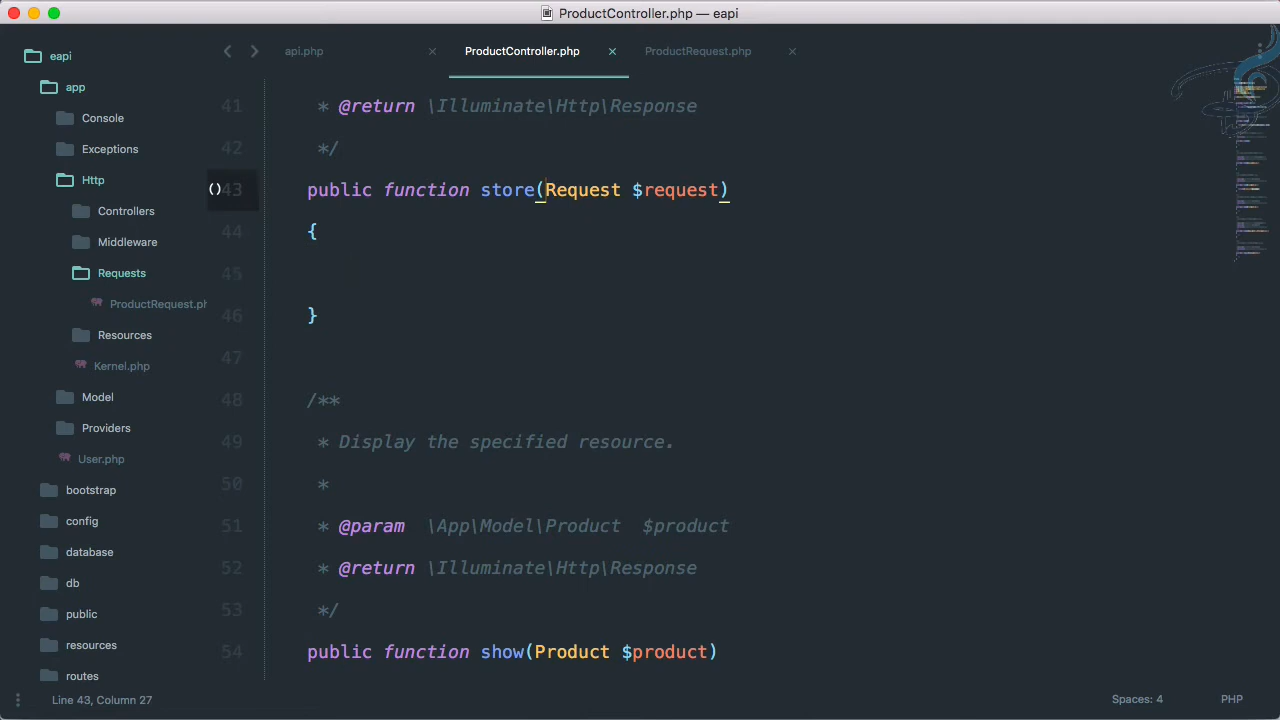 ProductController.php — eapi
eapi
app
Console
Exceptions
Http
Controllers
Middleware
Requests
ProductRequest.ph
Resources
Kernel.php
Model
Providers
User.php
bootstrap
config
database
db
public
resources
routes
api.php
ProductController.php
ProductRequest.php
41 * @return \Illuminate\Http\Response
42 */
()43 public function store(Request $request)
44 {
45
46 }
47
48 /**
49 * Display the specified resource.
50 *
51 * @param \App\Model\Product $product
52 * @return \Illuminate\Http\Response
53 */
54 public function show(Product $product)
Line 43, Column 27
Spaces: 4
PHP